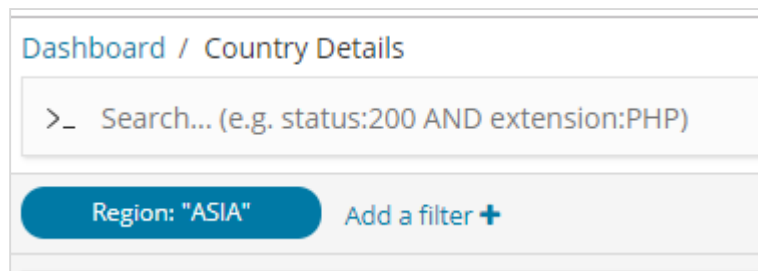 Dashboard / Country Details
>_ Search... (e.g. status:200 AND extension:PHP)
Region: "ASIA" Add a filter +